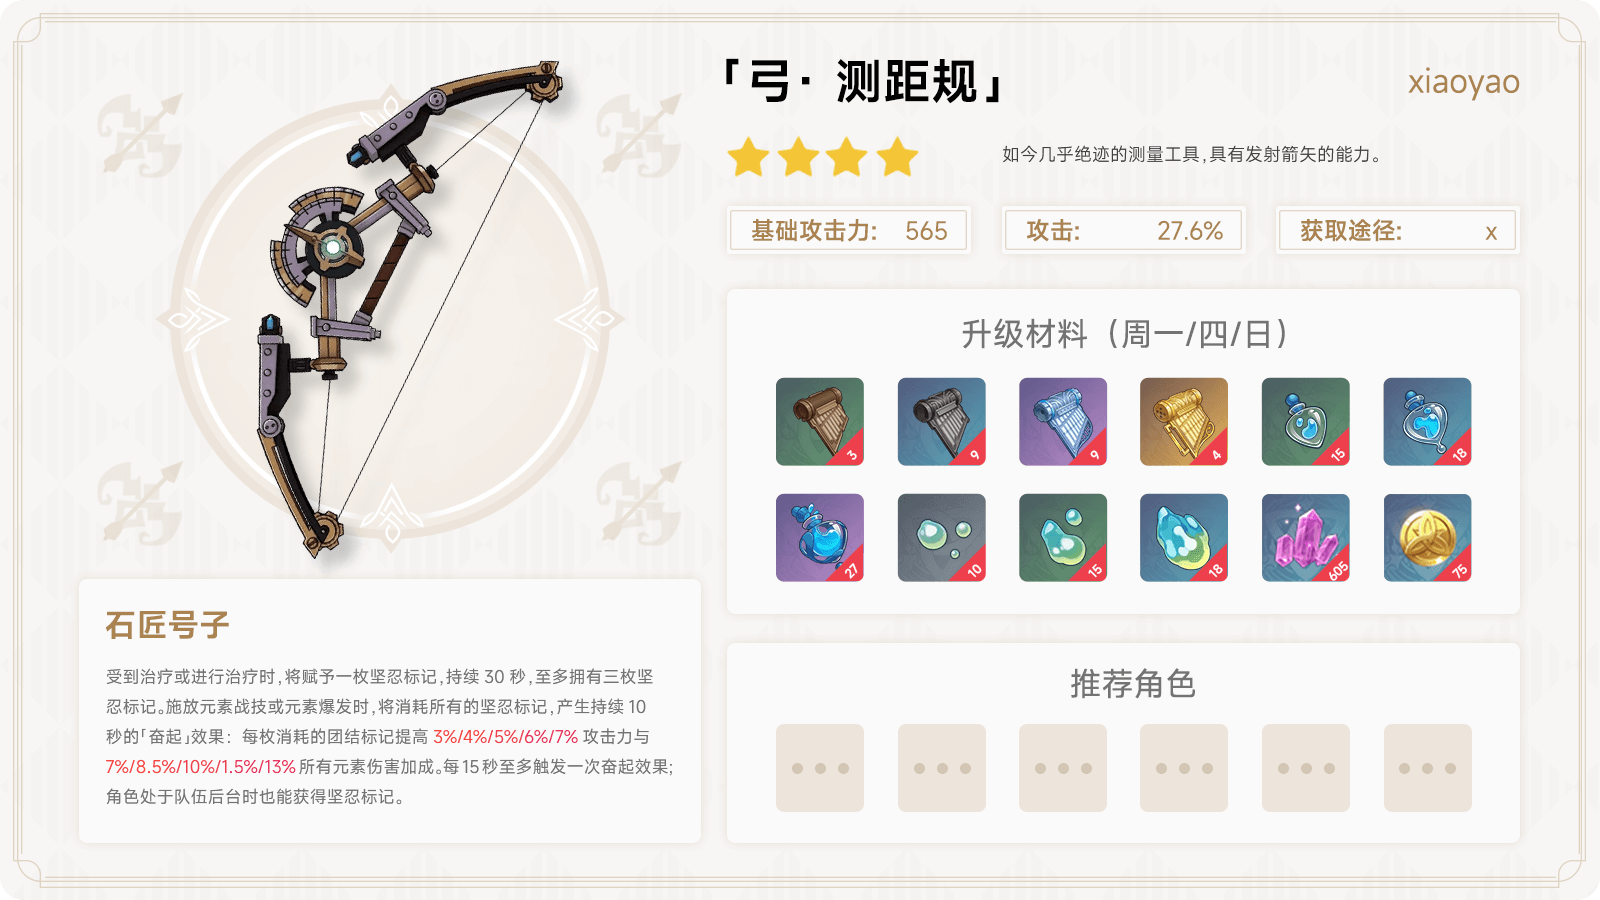 「弓· 测距规」
xiaoyao
如今几乎绝迹的测量工具,具有发射箭矢的能力。
基础攻击力: 565
攻击: 27.6%
获取途径: x
升级材料（周一/四/日）
3
9
9
4
15
18
27
10
15
18
605
75
石匠号子
受到治疗或进行治疗时,将赋予一枚坚忍标记,持续 30 秒,至多拥有三枚坚
忍标记。施放元素战技或元素爆发时,将消耗所有的坚忍标记,产生持续 10
秒的「奋起」效果：每枚消耗的团结标记提高 3%/4%/5%/6%/7% 攻击力与
7%/8.5%/10%/1.5%/13% 所有元素伤害加成。每 15 秒至多触发一次奋起效果;
角色处于队伍后台时也能获得坚忍标记。
推荐角色